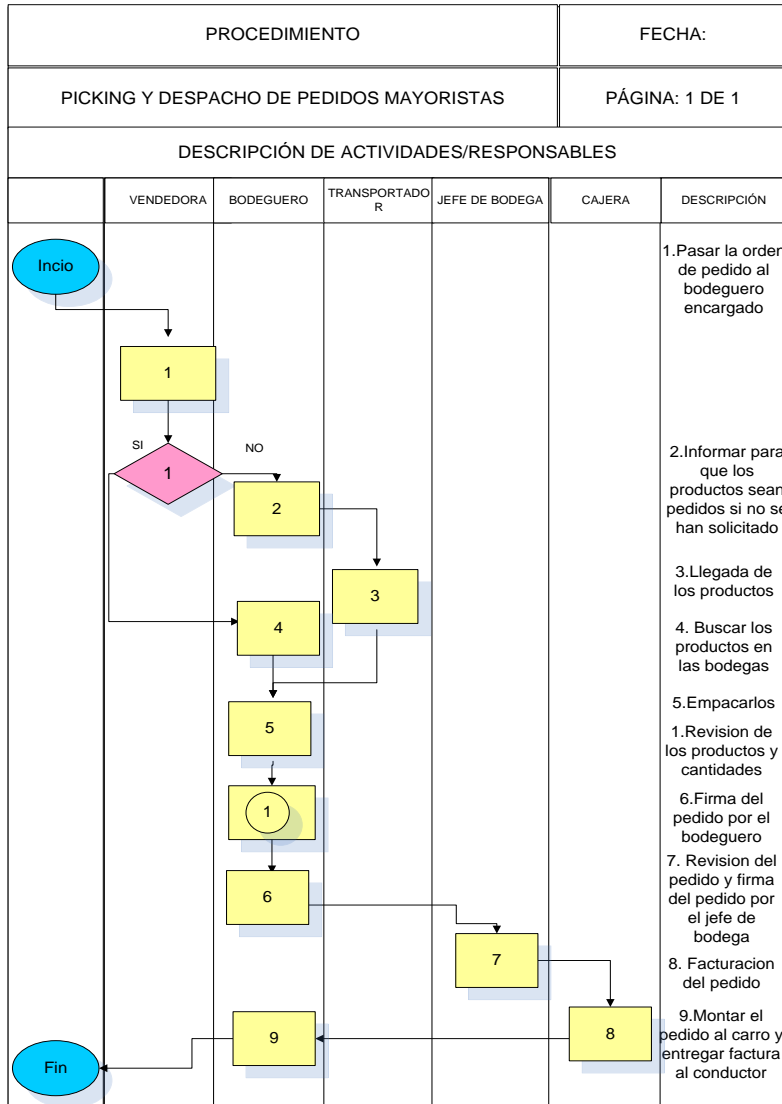 PROCEDIMIENTO
FECHA:
PICKING Y DESPACHO DE PEDIDOS MAYORISTAS
PÁGINA: 1 DE 1
DESCRIPCIÓN DE ACTIVIDADES/RESPONSABLES
VENDEDORA
BODEGUERO
TRANSPORTADO
R
JEFE DE BODEGA
CAJERA
DESCRIPCIÓN
Incio
1.Pasar la orden
de pedido al
bodeguero
encargado
1
SI
NO
1
2
2.Informar para
que los
productos sean
pedidos si no se
han solicitado
3
3.Llegada de
los productos
4
4. Buscar los
productos en
las bodegas
5
5.Empacarlos
1
1.Revision de
los productos y
cantidades
6
6.Firma del
pedido por el
bodeguero
7
7. Revision del
pedido y firma
del pedido por
el jefe de
bodega
8
8. Facturacion
del pedido
9
9.Montar el
pedido al carro y
entregar factura
al conductor
Fin